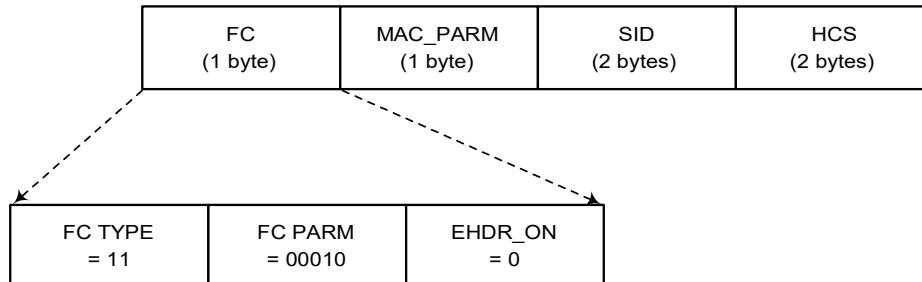 FC
(1 byte)
MAC_PARM
(1 byte)
SID
(2 bytes)
HCS
(2 bytes)
FC TYPE
= 11
FC PARM
= 00010
EHDR_ON
= 0